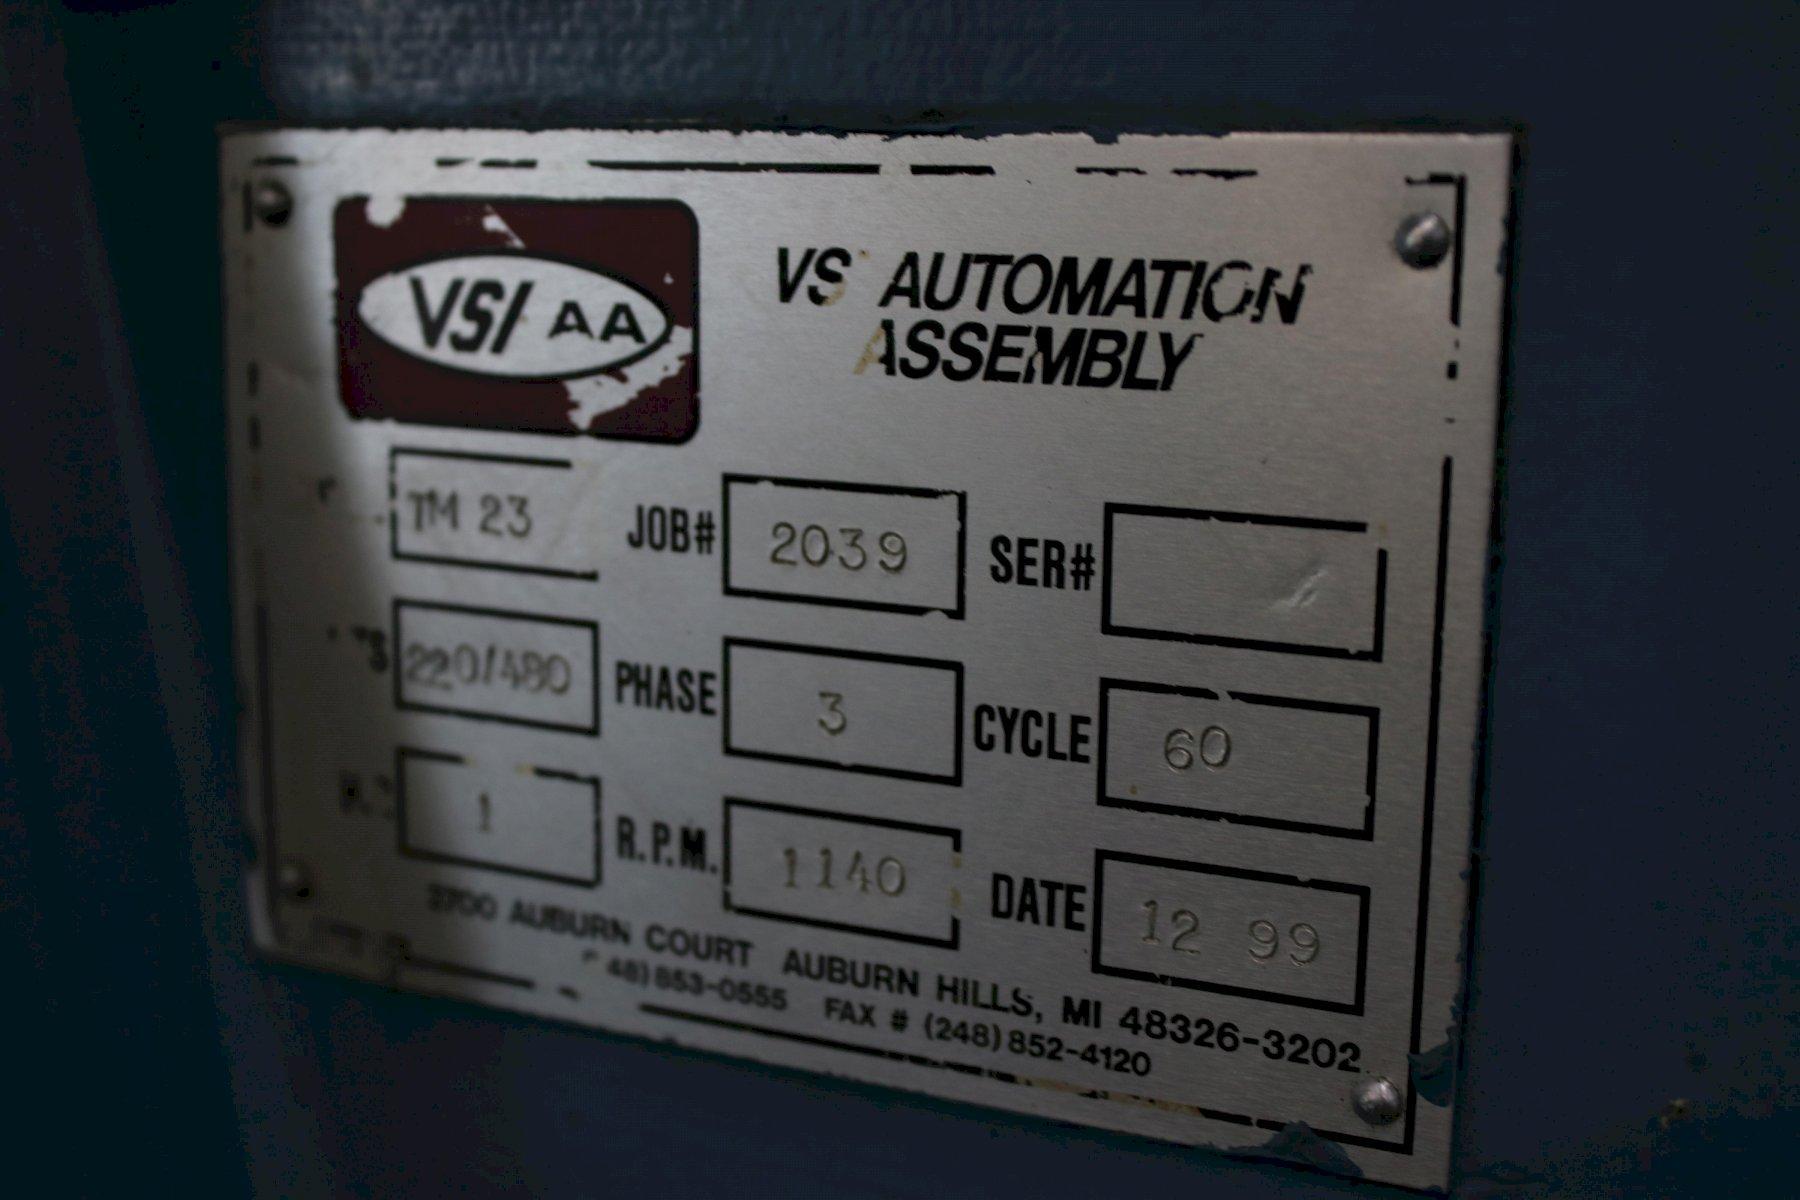 VSI AA
VS AUTOMATION
ASSEMBLY
TM 23 JOB# 2039 SER#
220/480 PHASE 3 CYCLE 60
1 R.P.M. 1140 DATE 12 99
2700 AUBURN COURT AUBURN HILLS, MI 48326-3202
48) 853-0555 FAX # (248) 852-4120